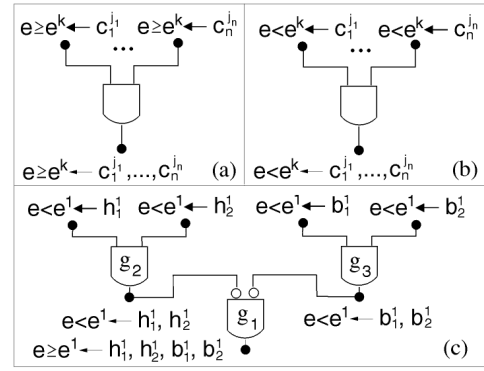 e≥e^k ← c_1^{j_1} ... e≥e^k ← c_n^{j_n}
e≥e^k ← c_1^{j_1},...,c_n^{j_n} (a)
e<e^k ← c_1^{j_1} ... e<e^k ← c_n^{j_n}
e<e^k ← c_1^{j_1},...,c_n^{j_n} (b)
e<e^1 ← h_1^1 e<e^1 ← h_2^1 e<e^1 ← b_1^1 e<e^1 ← b_2^1
g_2 g_3
g_1
e<e^1 ← h_1^1, h_2^1 e<e^1 ← b_1^1, b_2^1
e≥e^1 ← h_1^1, h_2^1, b_1^1, b_2^1 (c)